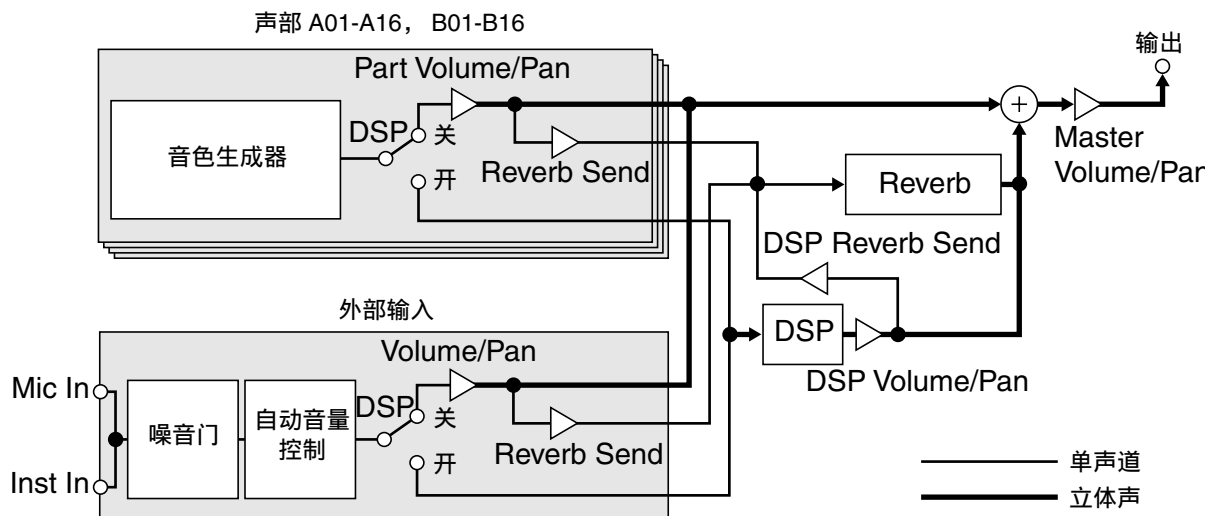 声部 A01-A16， B01-B16
输出
Part Volume/Pan
音色生成器
DSP
关
开
Reverb Send
+
Master
Volume/Pan
Reverb
DSP Reverb Send
外部输入
Volume/Pan
DSP
DSP Volume/Pan
Mic In
Inst In
噪音门
自动音量
控制
DSP
关
开
Reverb Send
单声道
立体声